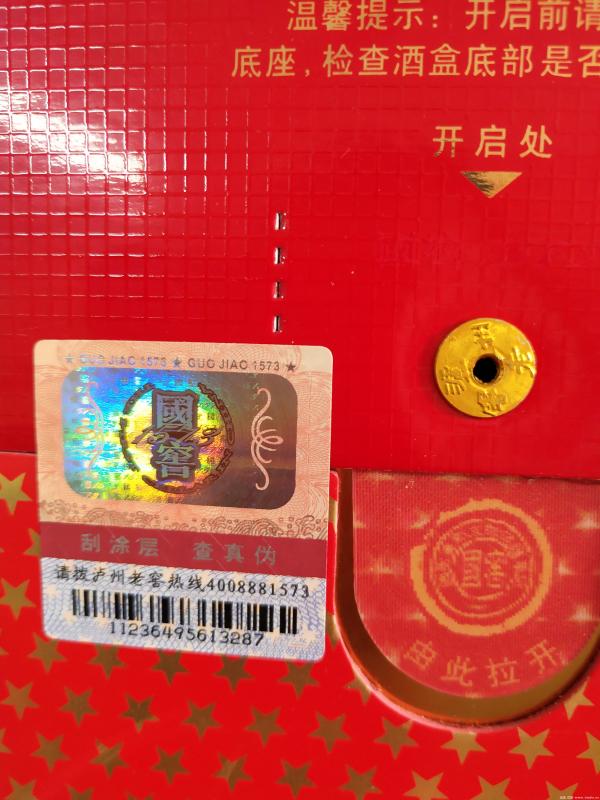 温馨提示：开启前请
底座，检查酒盒底部是否
开启处
★ GUO JIAO 1573 ★ GUO JIAO 1573 ★
國窖
1573
刮涂层 查真伪
请拨泸州老窖热线4008881573
11236495613287
國窖
由此拉开